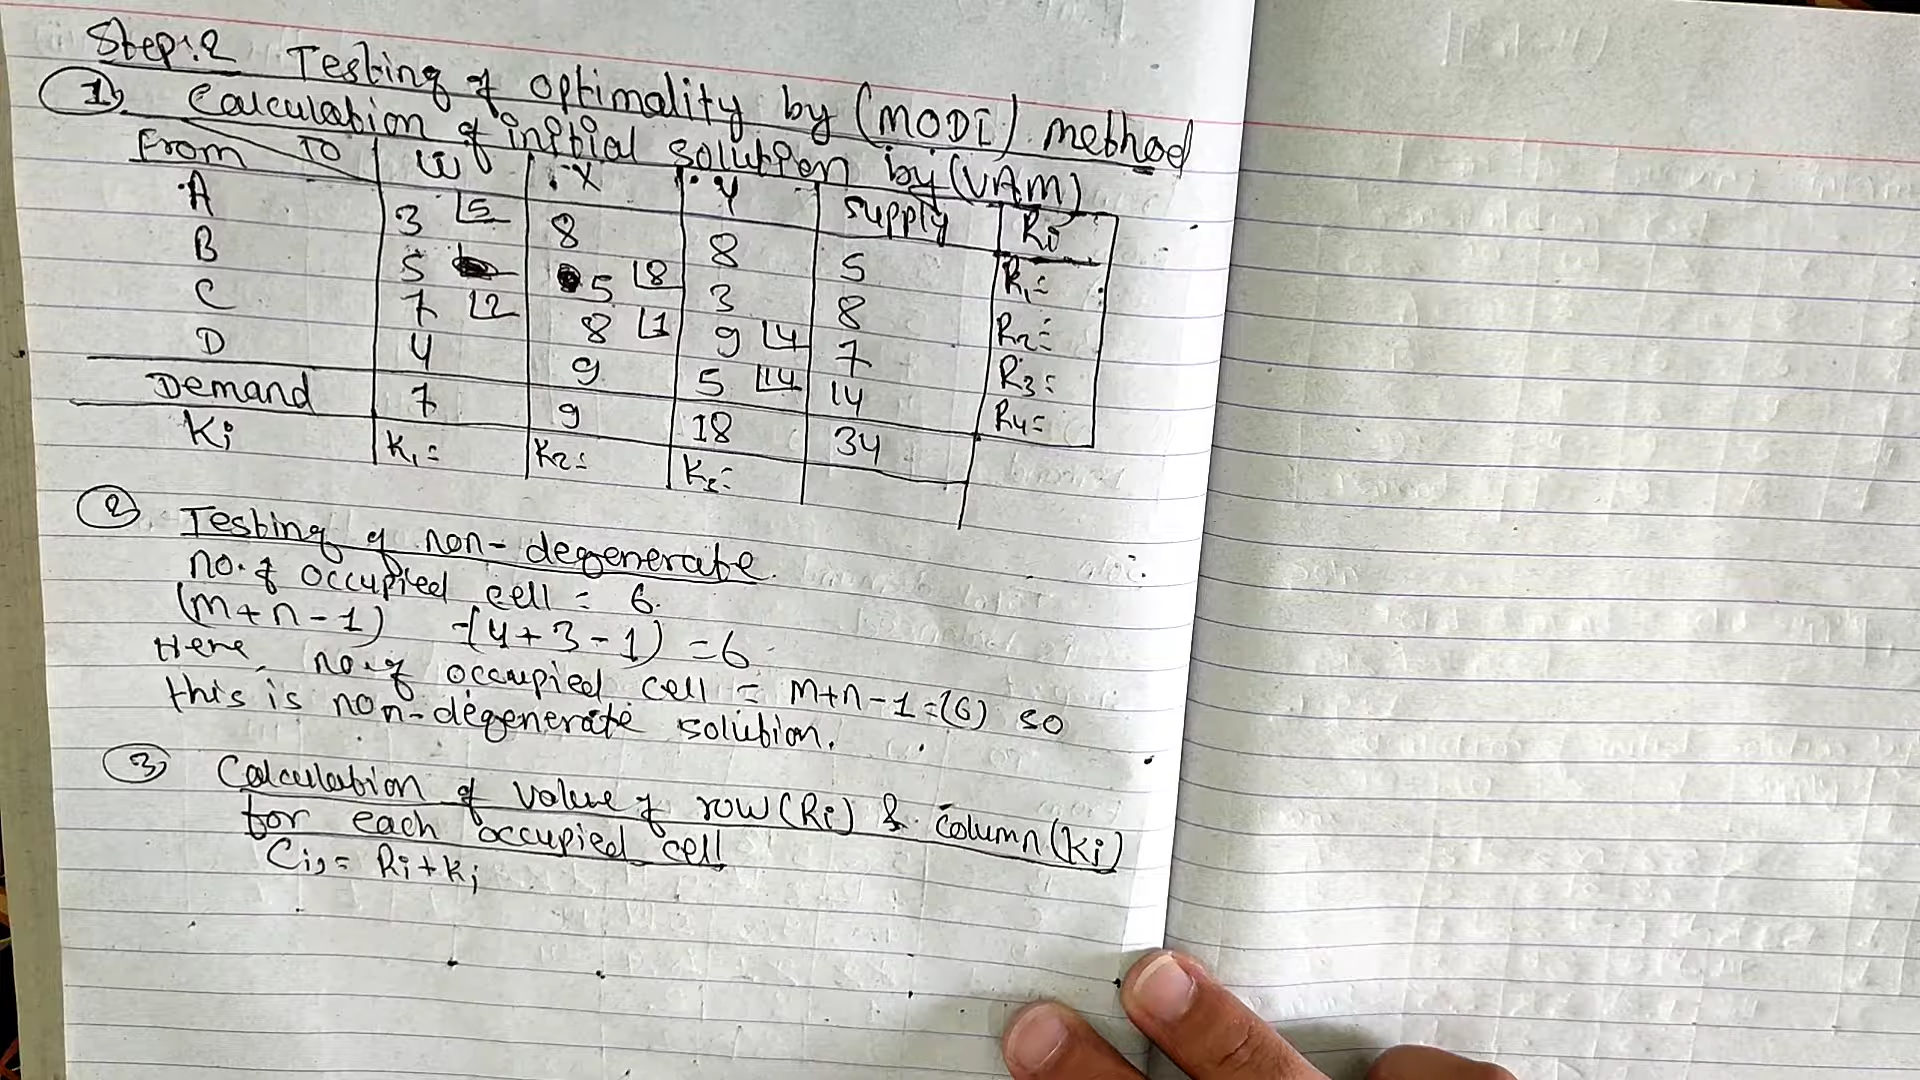 Step:2 Testing of optimality by (MODI) method
1) Calculation of initial solution by (VAM)
From TO W X Y supply Ri
A 3 5 8 8 5 R1=
B 5 5 8 3 8 R2=
C 7 2 8 1 9 4 7 R3=
D 4 9 5 14 14 R4=
Demand 7 9 18 34
Kj K1= K2= K3=
2) Testing of non-degenerate
no. of occupied cell = 6.
(m+n-1) =(4+3-1) =6
Here, no. of occupied cell = m+n-1=(6) so
this is non-degenerate solution.
3) Calculation of value of row (Ri) & column (Kj)
for each occupied cell
Cij = Ri+Kj